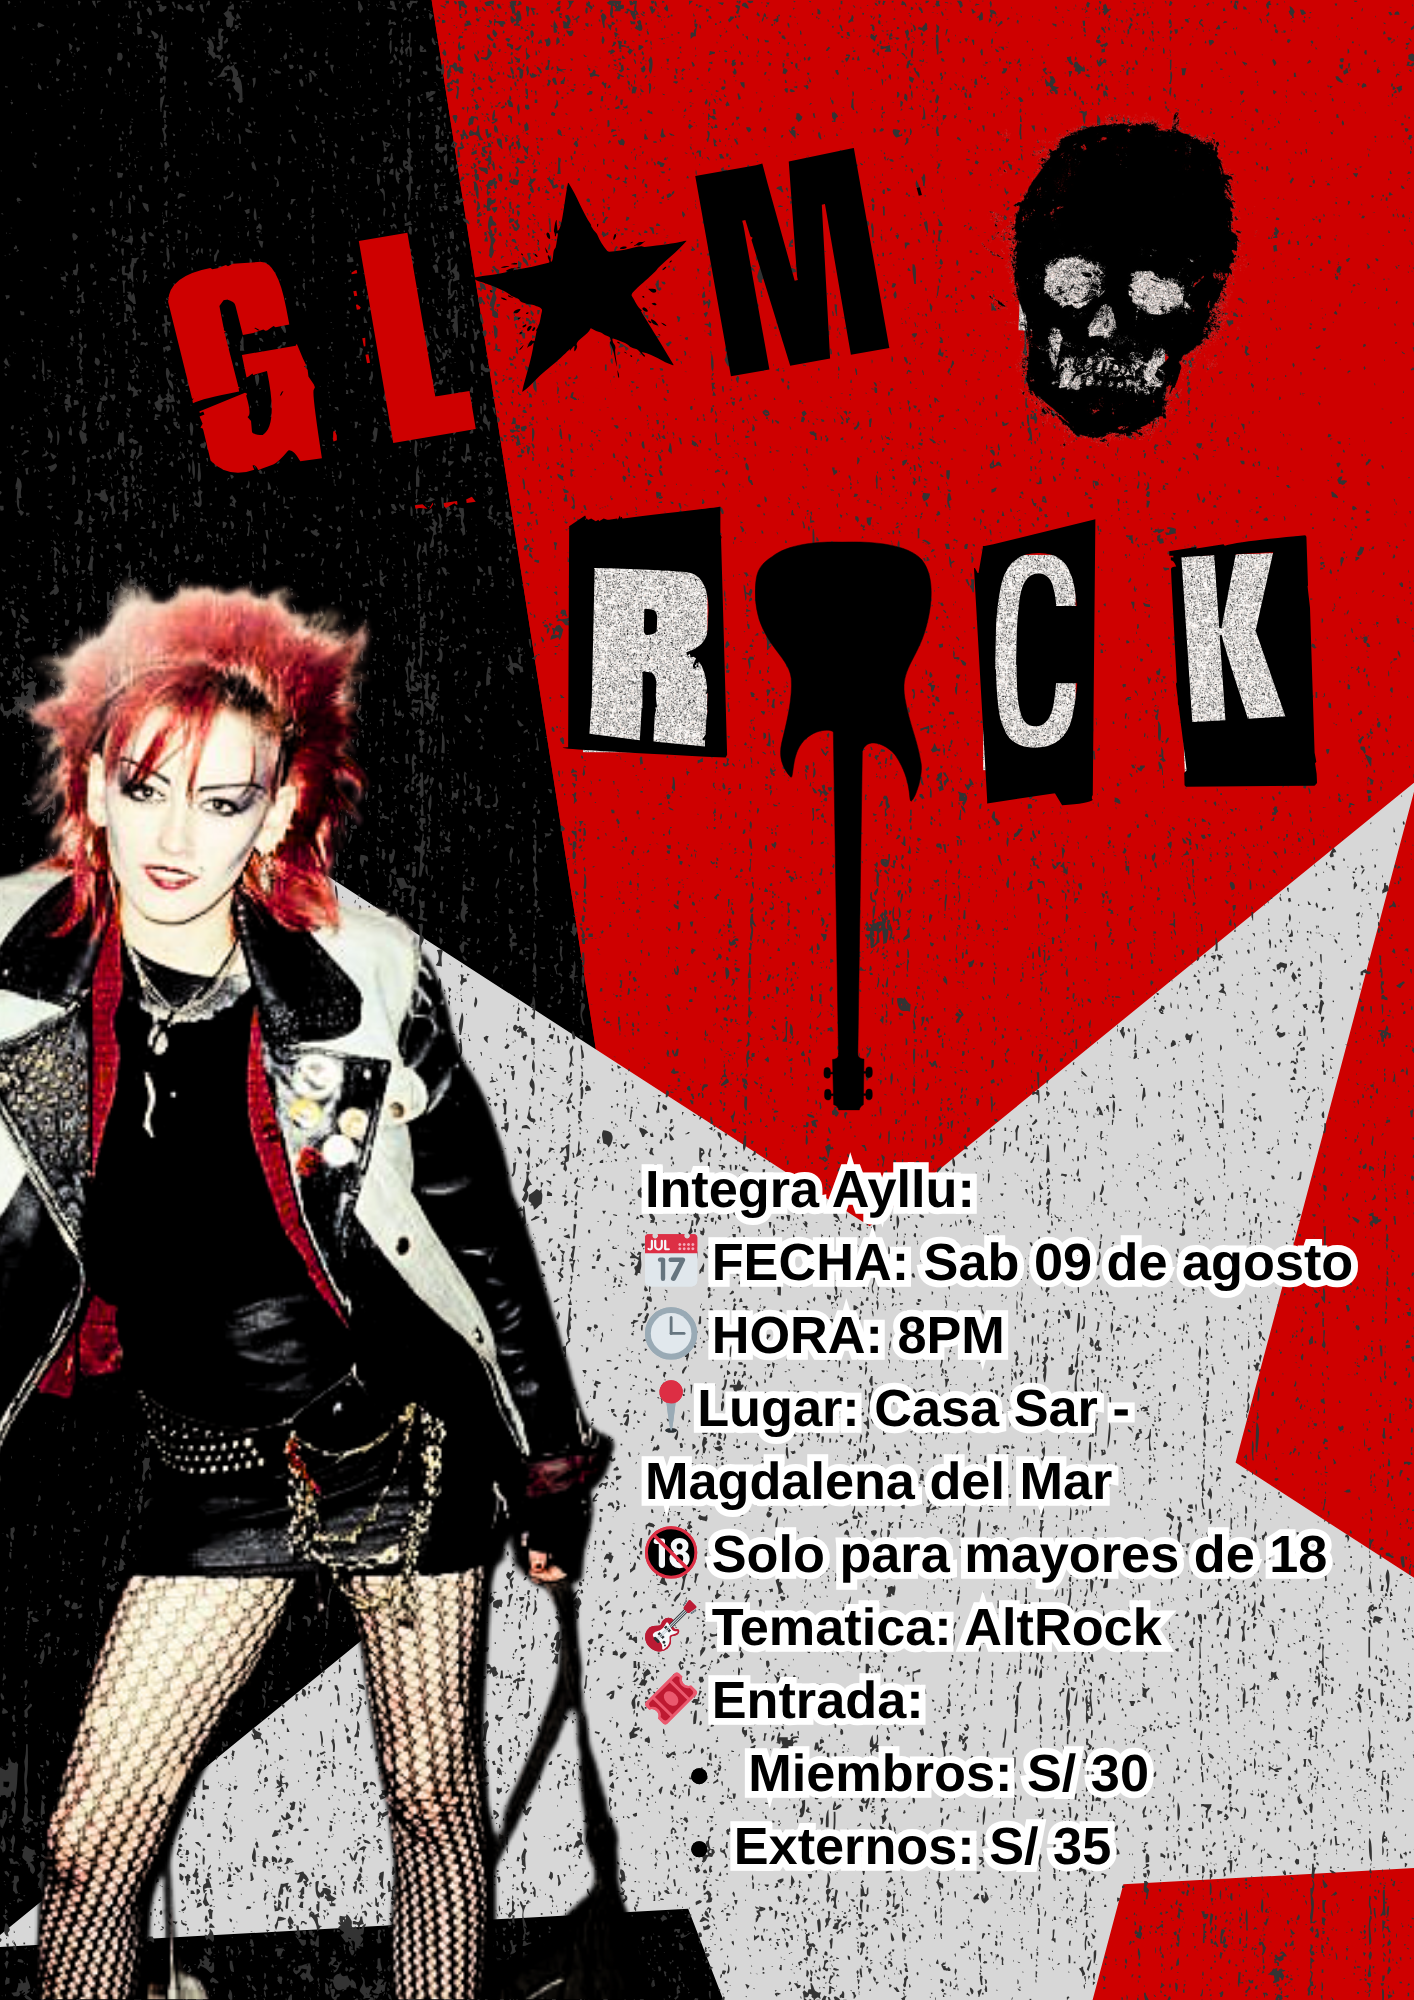 GL★M
ROCK
Integra Ayllu:
📅 FECHA: Sab 09 de agosto
🕒 HORA: 8PM
📍Lugar: Casa Sar -
Magdalena del Mar
🔞 Solo para mayores de 18
🎸 Tematica: AltRock
🎟️ Entrada:
• Miembros: S/ 30
• Externos: S/ 35